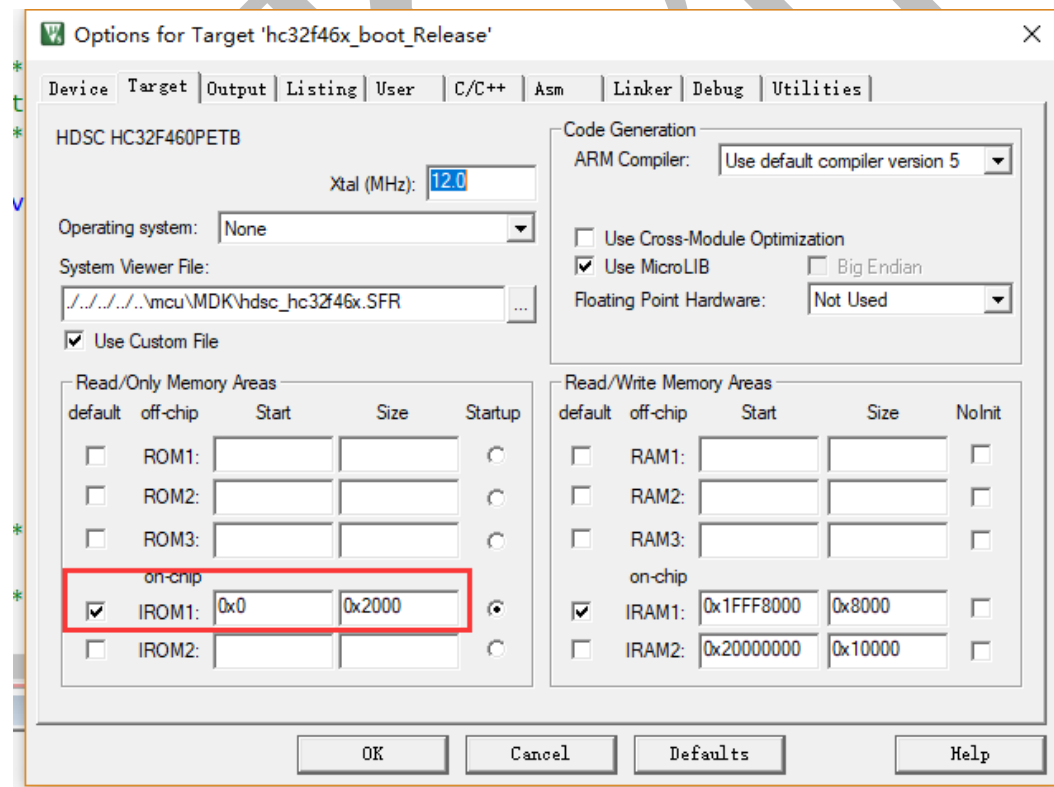 Options for Target 'hc32f46x_boot_Release'
Device Target Output Listing User C/C++ Asm Linker Debug Utilities
HDSC HC32F460PETB
Xtal (MHz): 12.0
Operating system: None
System Viewer File:
./../../../..\mcu\MDK\hdsc_hc32f46x.SFR ...
Use Custom File
Code Generation
ARM Compiler: Use default compiler version 5
Use Cross-Module Optimization
Use MicroLIB Big Endian
Floating Point Hardware: Not Used
Read/Only Memory Areas
default off-chip Start Size Startup
ROM1:
ROM2:
ROM3:
on-chip
IROM1: 0x0 0x2000
IROM2:
Read/Write Memory Areas
default off-chip Start Size NoInit
RAM1:
RAM2:
RAM3:
on-chip
IRAM1: 0x1FFF8000 0x8000
IRAM2: 0x20000000 0x10000
OK Cancel Defaults Help